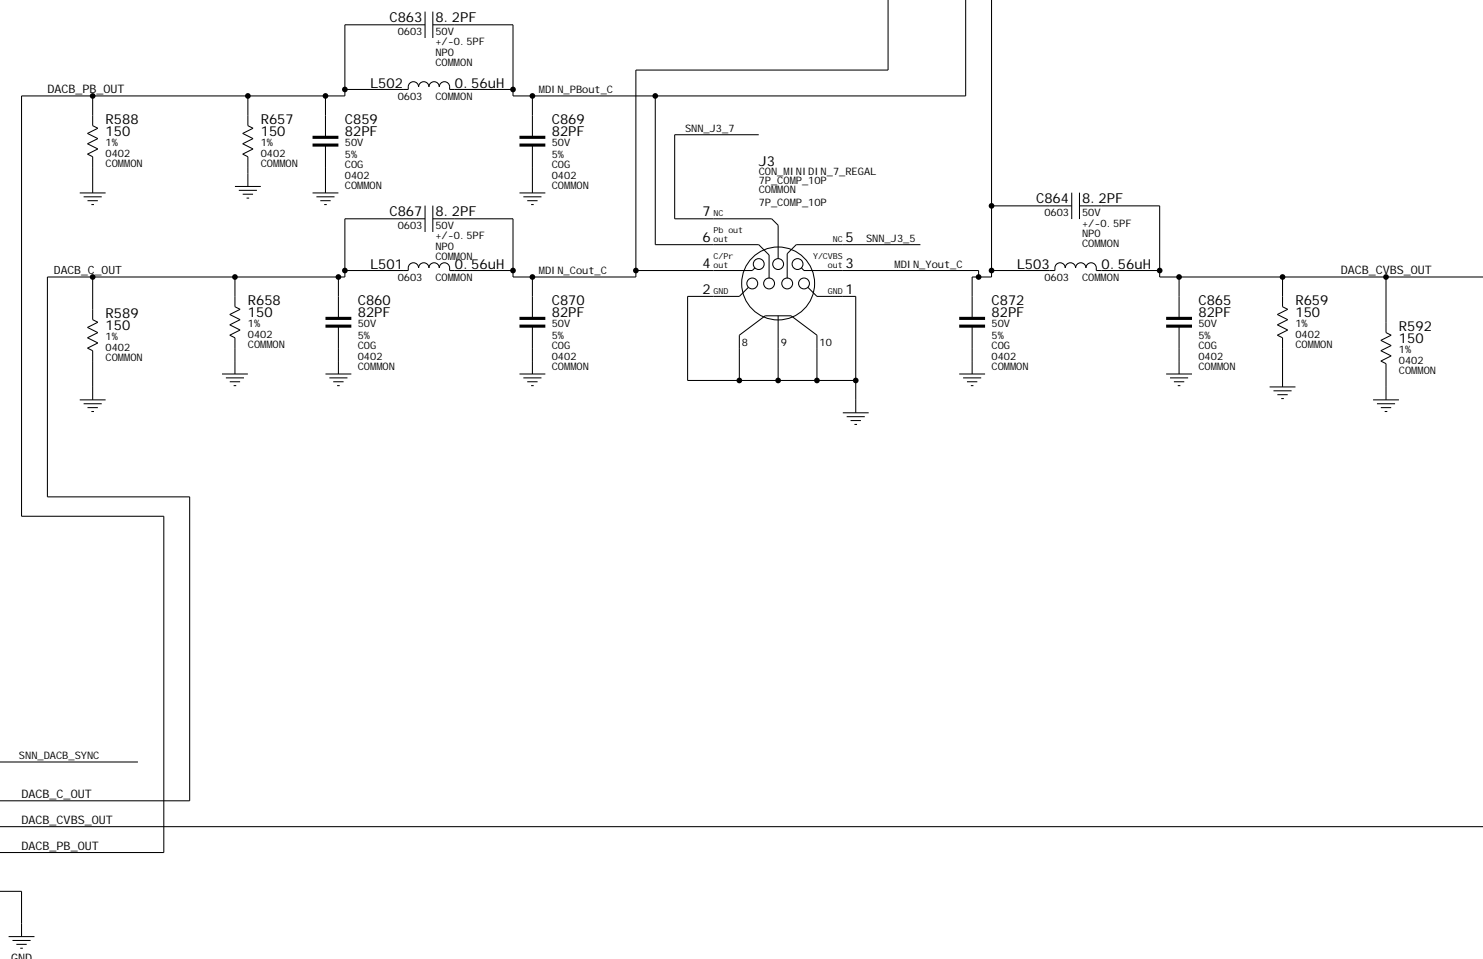 C863 8.2PF
0603 50V
+/-0.5PF
NPO
COMMON
DACB_PB_OUT
L502 0.56uH
0603 COMMON
MDIN_PBout_C
R588
150
1%
0402
COMMON
R657
150
1%
0402
COMMON
C859
82PF
50V
5%
COG
0402
COMMON
C869
82PF
50V
5%
COG
0402
COMMON
SNN_J3_7
J3
CON_MINIDIN_7_REGAL
7P_COMP_10P
COMMON
7P_COMP_10P
C867 8.2PF
0603 50V
+/-0.5PF
NPO
COMMON
DACB_C_OUT
L501 0.56uH
0603 COMMON
MDIN_Cout_C
R589
150
1%
0402
COMMON
R658
150
1%
0402
COMMON
C860
82PF
50V
5%
COG
0402
COMMON
C870
82PF
50V
5%
COG
0402
COMMON
7 NC
6 Pb out
out
4 C/Pr
out
2 GND
NC 5 SNN_J3_5
Y/CVBS
out 3 MDIN_Yout_C
GND 1
8 9 10
C864 8.2PF
0603 50V
+/-0.5PF
NPO
COMMON
L503 0.56uH
0603 COMMON
DACB_CVBS_OUT
C872
82PF
50V
5%
COG
0402
COMMON
C865
82PF
50V
5%
COG
0402
COMMON
R659
150
1%
0402
COMMON
R592
150
1%
0402
COMMON
SNN_DACB_SYNC
DACB_C_OUT
DACB_CVBS_OUT
DACB_PB_OUT
GND